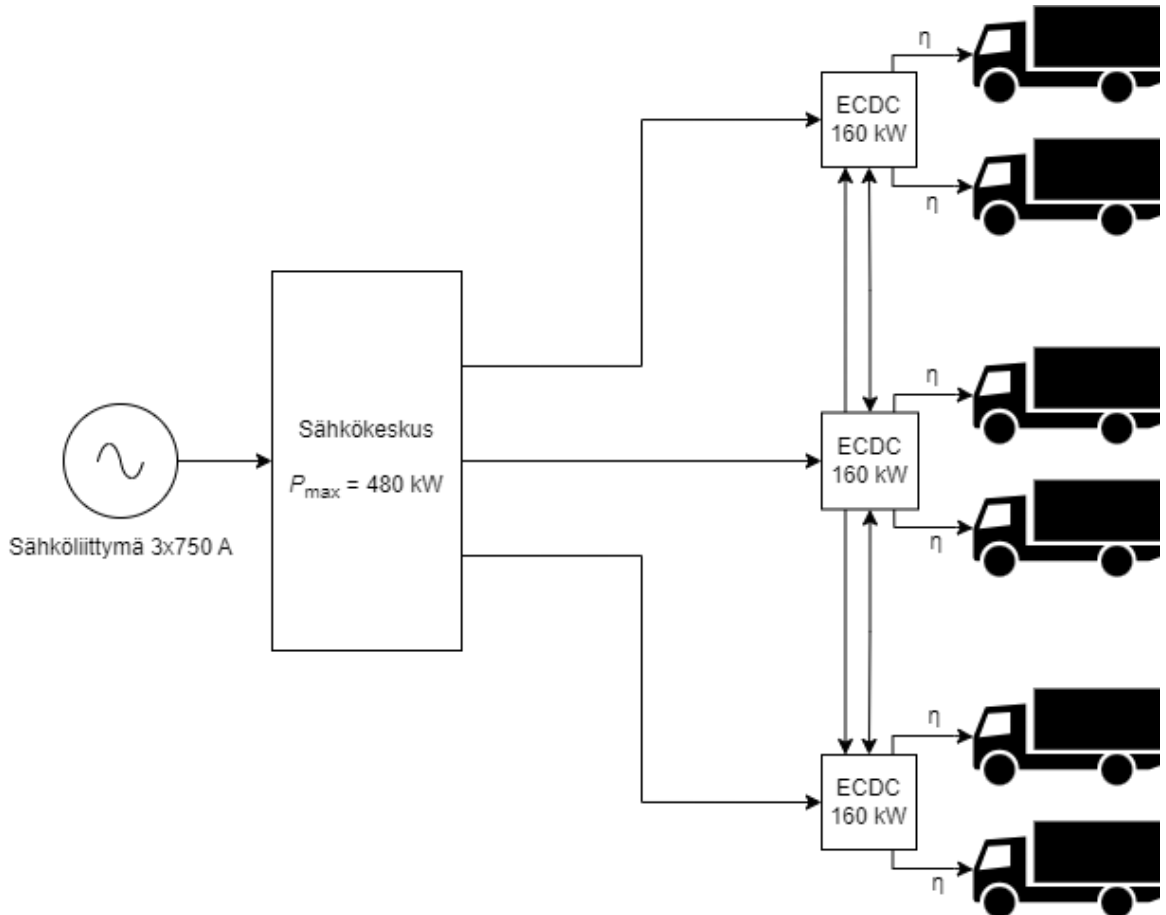 η
ECDC
160 kW
η
η
Sähkökeskus
ECDC
160 kW
Pmax = 480 kW
η
Sähköliittymä 3x750 A
η
ECDC
160 kW
η